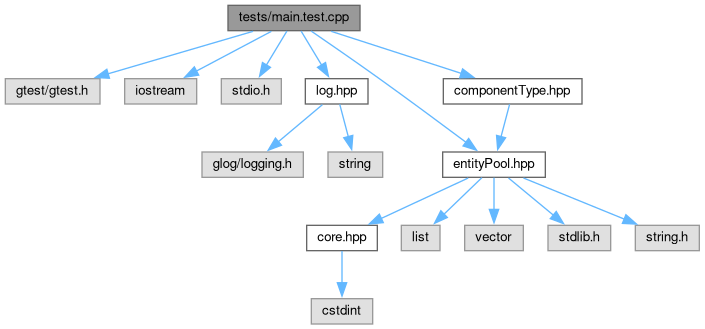 tests/main.test.cpp
gtest/gtest.h
iostream
stdio.h
log.hpp
componentType.hpp
glog/logging.h
string
entityPool.hpp
core.hpp
list
vector
stdlib.h
string.h
cstdint